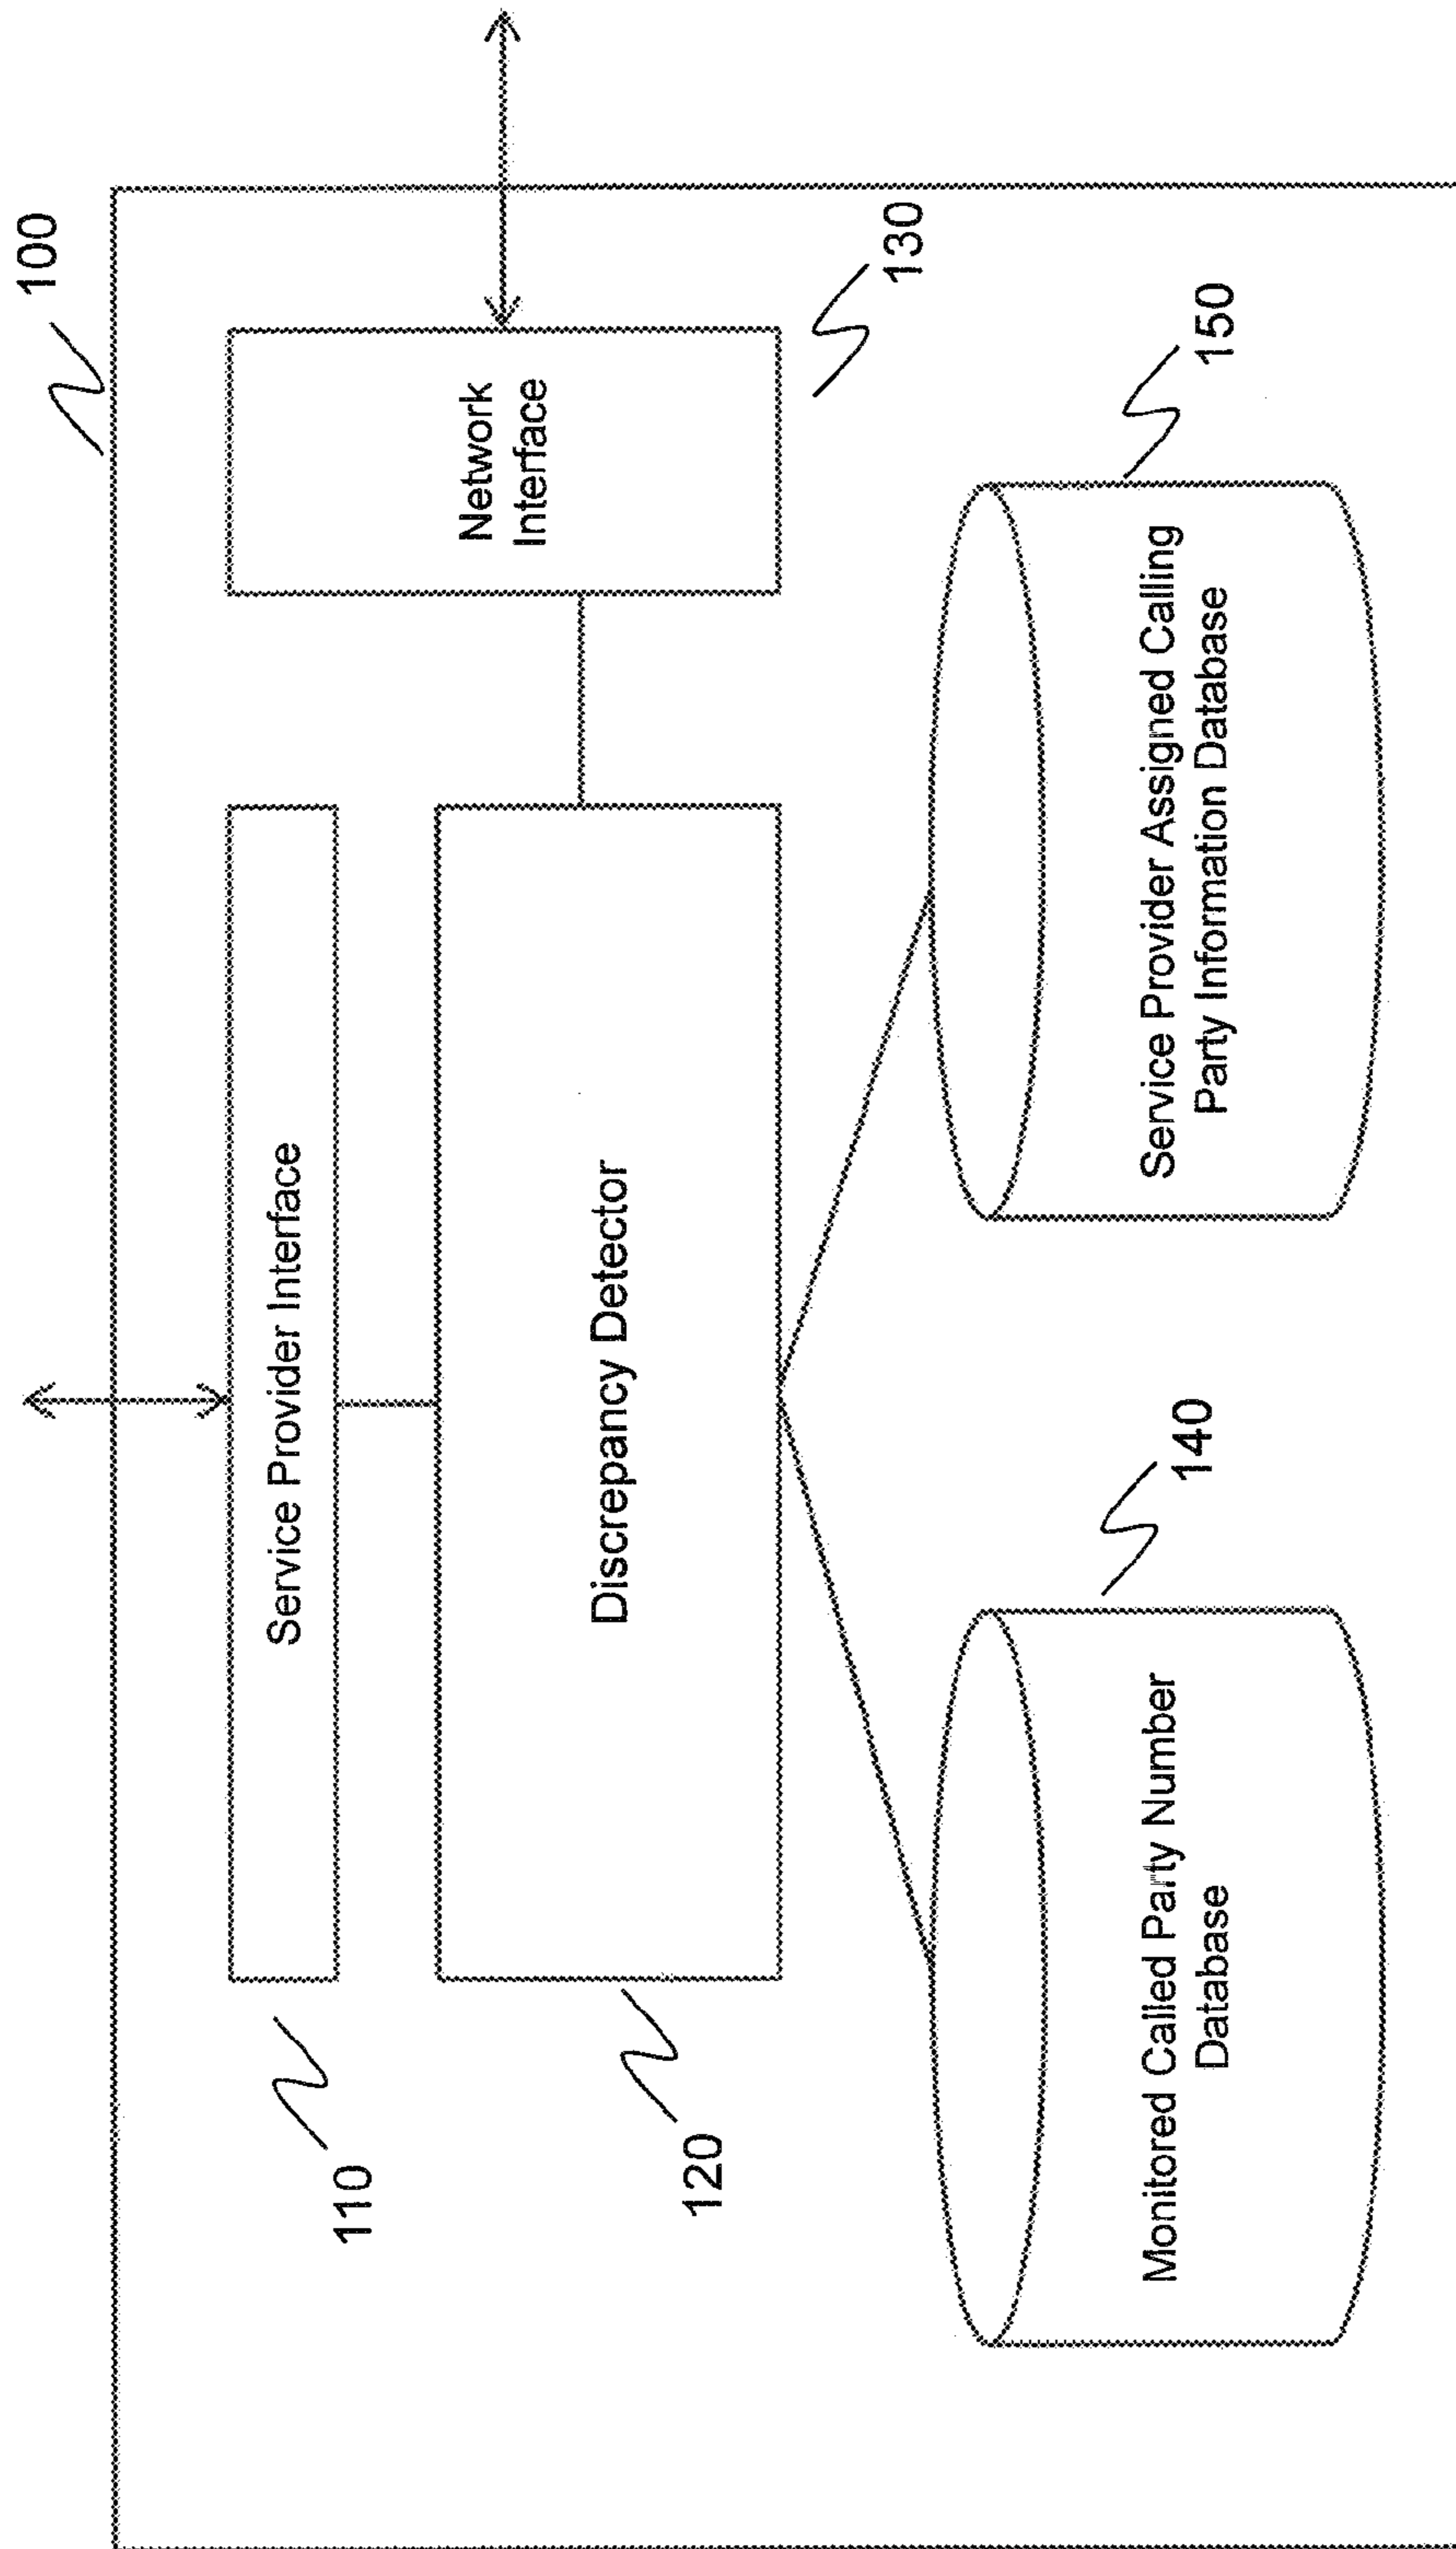 100
110
Service Provider Interface
120
Discrepancy Detector
Network
Interface
130
140
Monitored Called Party Number
Database
150
Service Provider Assigned Calling
Party Information Database